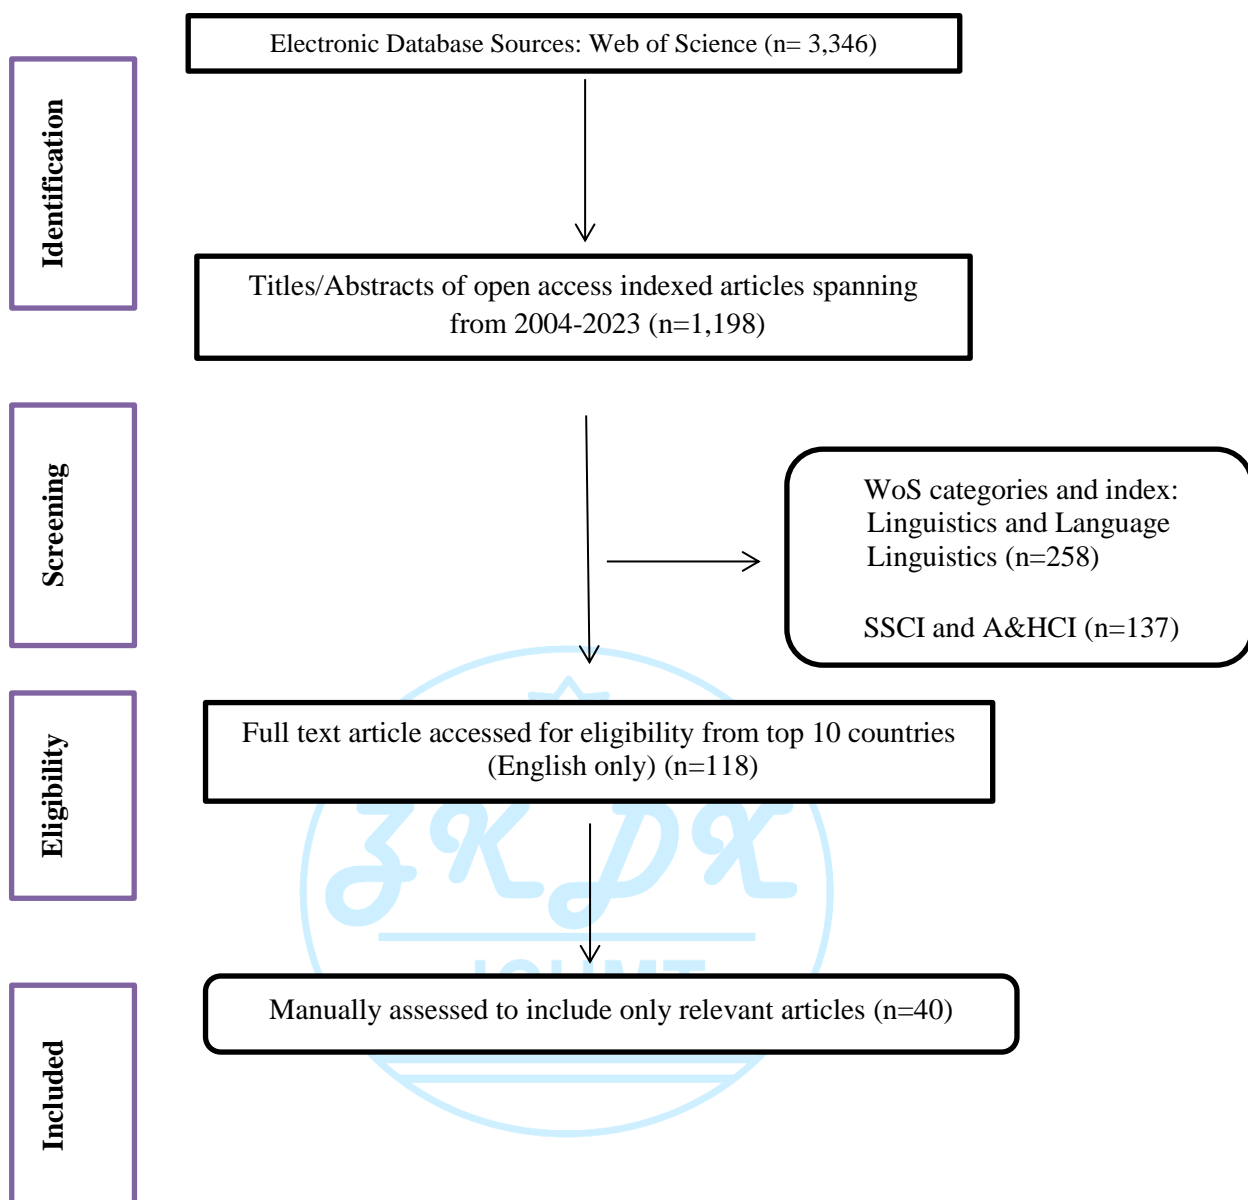 Electronic Database Sources: Web of Science (n= 3,346)
Identification
Titles/Abstracts of open access indexed articles spanning
from 2004-2023 (n=1,198)
Screening
WoS categories and index:
Linguistics and Language
Linguistics (n=258)
SSCI and A&HCI (n=137)
Eligibility
Full text article accessed for eligibility from top 10 countries
(English only) (n=118)
ZKDX
Manually assessed to include only relevant articles (n=40)
Included